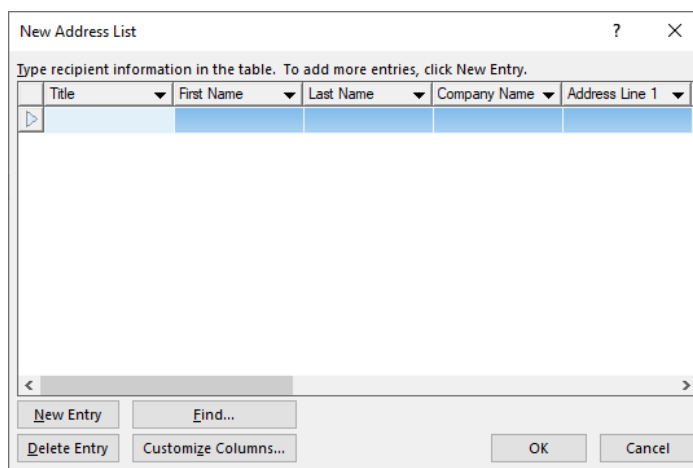 New Address List ?
Type recipient information in the table. To add more entries, click New Entry.
Title First Name Last Name Company Name Address Line 1
New Entry Find...
Delete Entry Customize Columns... OK Cancel